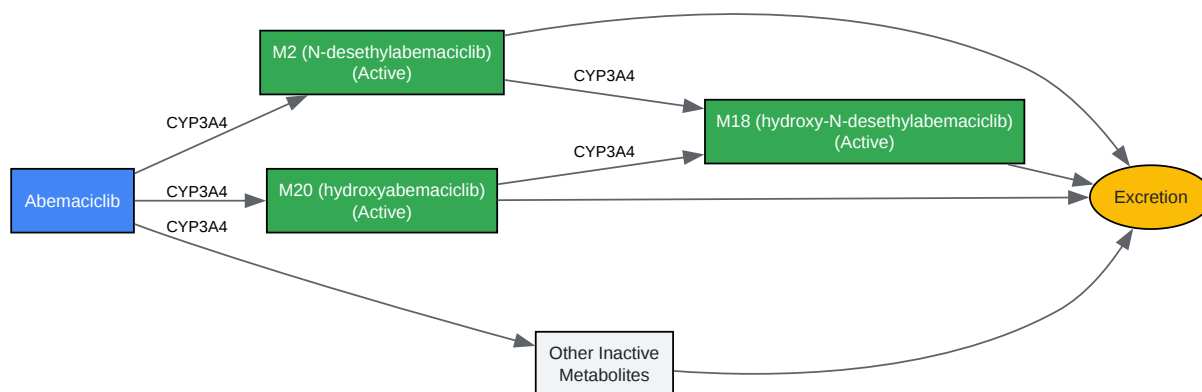 M2 (N-desethylabemaciclib)
(Active)
CYP3A4
M18 (hydroxy-N-desethylabemaciclib)
(Active)
CYP3A4
CYP3A4
Abemaciclib
CYP3A4
M20 (hydroxyabemaciclib)
(Active)
Excretion
CYP3A4
Other Inactive
Metabolites